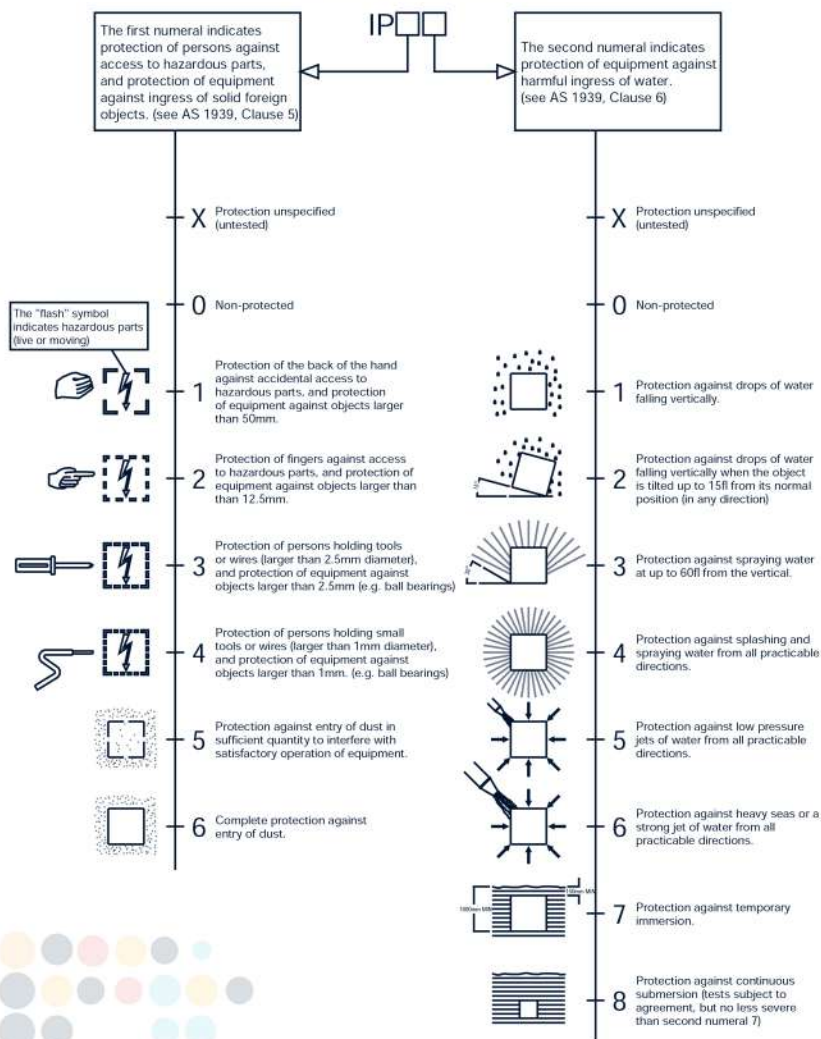 IP
The first numeral indicates
protection of persons against
access to hazardous parts,
and protection of equipment
against ingress of solid foreign
objects. (see AS 1939, Clause 5)
The second numeral indicates
protection of equipment against
harmful ingress of water.
(see AS 1939, Clause 6)
X Protection unspecified
(untested)
0 Non-protected
The "flash" symbol
indicates hazardous parts
(live or moving)
1 Protection of the back of the hand
against accidental access to
hazardous parts, and protection
of equipment against objects larger
than 50mm.
2 Protection of fingers against access
to hazardous parts, and protection of
equipment against objects larger than
than 12.5mm.
3 Protection of persons holding tools
or wires (larger than 2.5mm diameter),
and protection of equipment against
objects larger than 2.5mm (e.g. ball bearings)
4 Protection of persons holding small
tools or wires (larger than 1mm diameter),
and protection of equipment against
objects larger than 1mm. (e.g. ball bearings)
5 Protection against entry of dust in
sufficient quantity to interfere with
satisfactory operation of equipment.
6 Complete protection against
entry of dust.
X Protection unspecified
(untested)
0 Non-protected
1 Protection against drops of water
falling vertically.
2 Protection against drops of water
falling vertically when the object
is tilted up to 15fl from its normal
position (in any direction)
3 Protection against spraying water
at up to 60fl from the vertical.
4 Protection against splashing and
spraying water from all practicable
directions.
5 Protection against low pressure
jets of water from all practicable
directions.
6 Protection against heavy seas or a
strong jet of water from all
practicable directions.
150mm MIN
1000mm MIN
7 Protection against temporary
immersion.
8 Protection against continuous
submersion (tests subject to
agreement, but no less severe
than second numeral 7)